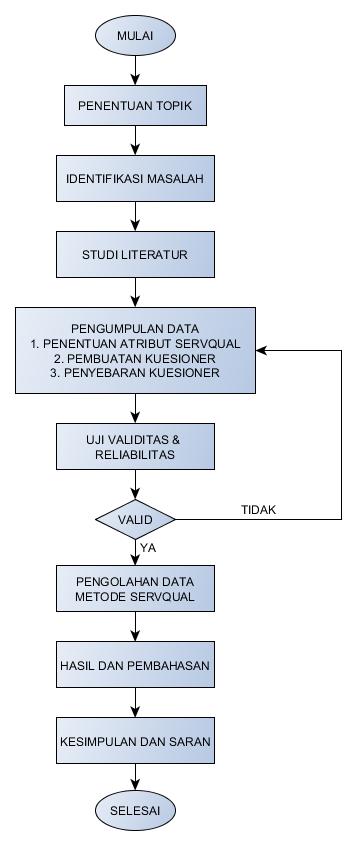 MULAI
PENENTUAN TOPIK
IDENTIFIKASI MASALAH
STUDI LITERATUR
PENGUMPULAN DATA
1. PENENTUAN ATRIBUT SERVQUAL
2. PEMBUATAN KUESIONER
3. PENYEBARAN KUESIONER
UJI VALIDITAS &
RELIABILITAS
VALID
TIDAK
YA
PENGOLAHAN DATA
METODE SERVQUAL
HASIL DAN PEMBAHASAN
KESIMPULAN DAN SARAN
SELESAI